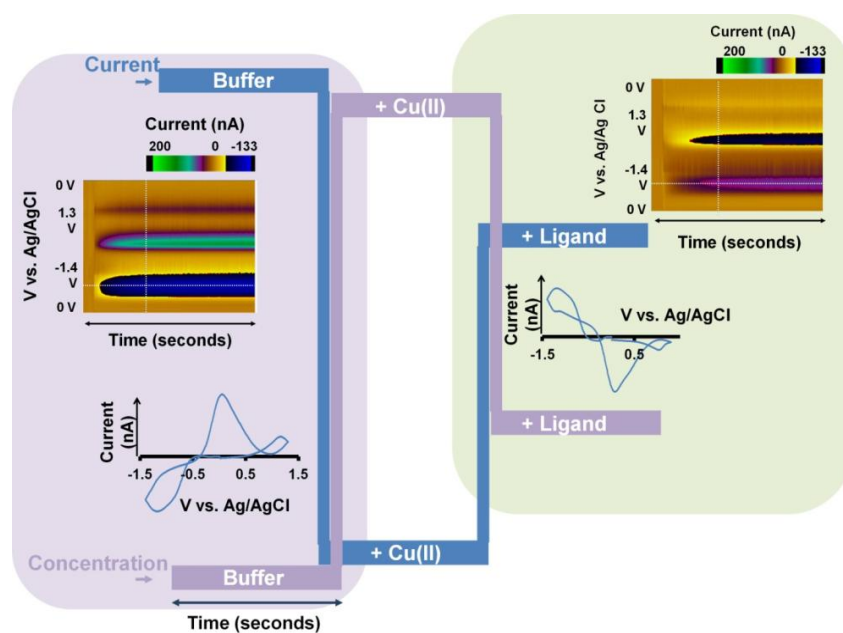 Current
Buffer
+ Cu(II)
Current (nA)
200 0 -133
V vs. Ag/AgCl
0 V
1.3
V
-1.4
V
0 V
Time (seconds)
Current
(nA)
-1.5 -0.5 0.5 1.5
V vs. Ag/AgCl
Concentration
Buffer
Time (seconds)
+ Cu(II)
Current (nA)
200 0 -133
V vs. Ag/Ag Cl
0 V
1.3
V
-1.4
V
0 V
Time (seconds)
+ Ligand
V vs. Ag/AgCl
Current
(nA)
-1.5 0.5
+ Ligand